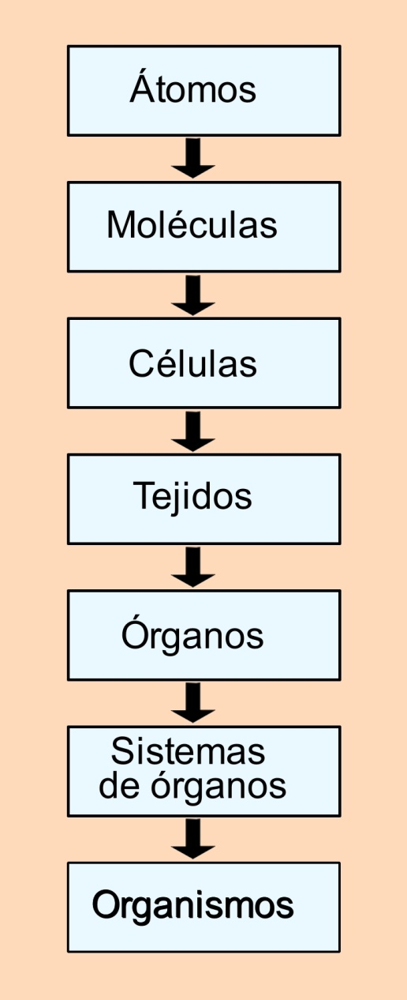 Átomos
Moléculas
Células
Tejidos
Órganos
Sistemas
de órganos
Organismos